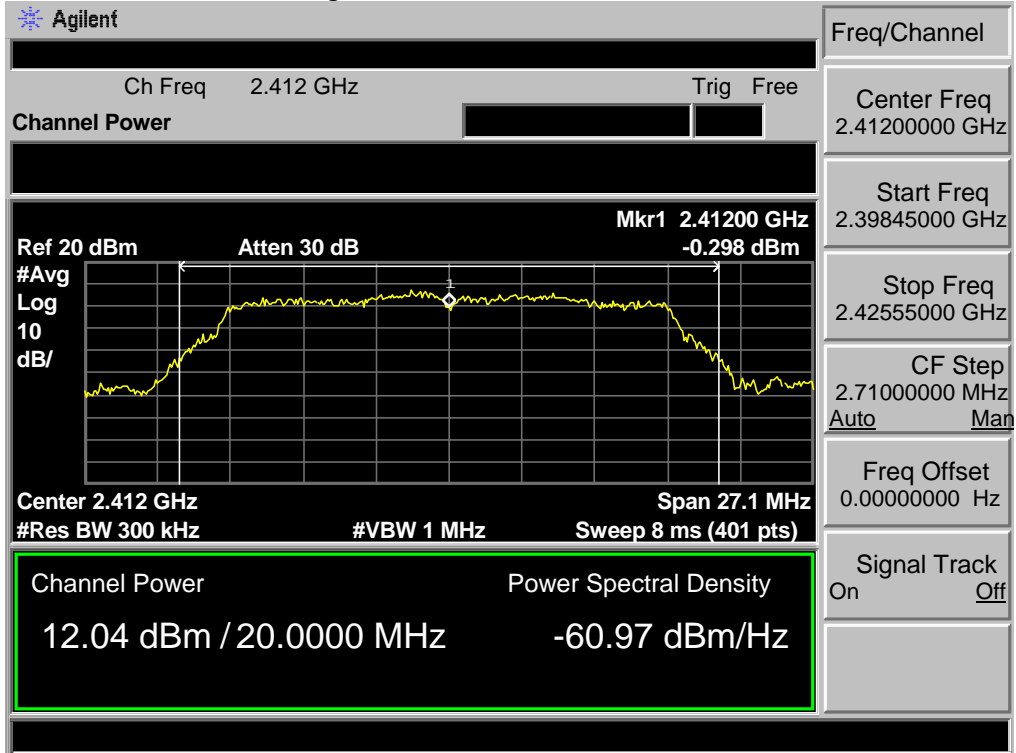 Agilent
Freq/Channel
Ch Freq 2.412 GHz Trig Free
Channel Power
Center Freq
2.41200000 GHz
Start Freq
2.39845000 GHz
Mkr1 2.41200 GHz
Ref 20 dBm Atten 30 dB -0.298 dBm
#Avg
Log
10
dB/
1
Stop Freq
2.42555000 GHz
CF Step
2.71000000 MHz
Auto Man
Center 2.412 GHz Span 27.1 MHz
#Res BW 300 kHz #VBW 1 MHz Sweep 8 ms (401 pts)
Freq Offset
0.00000000 Hz
Channel Power Power Spectral Density
12.04 dBm / 20.0000 MHz -60.97 dBm/Hz
Signal Track
On Off